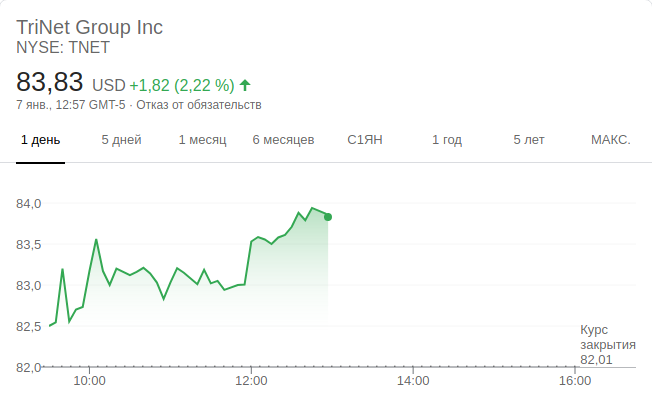 TriNet Group Inc
NYSE: TNET
83,83 USD +1,82 (2,22 %)
7 янв., 12:57 GMT-5 · Отказ от обязательств
1 день 5 дней 1 месяц 6 месяцев С1ЯН 1 год 5 лет МАКС.
84,0
83,5
83,0
82,5
Курс
закрытия
82,01
82,0
10:00 12:00 14:00 16:00